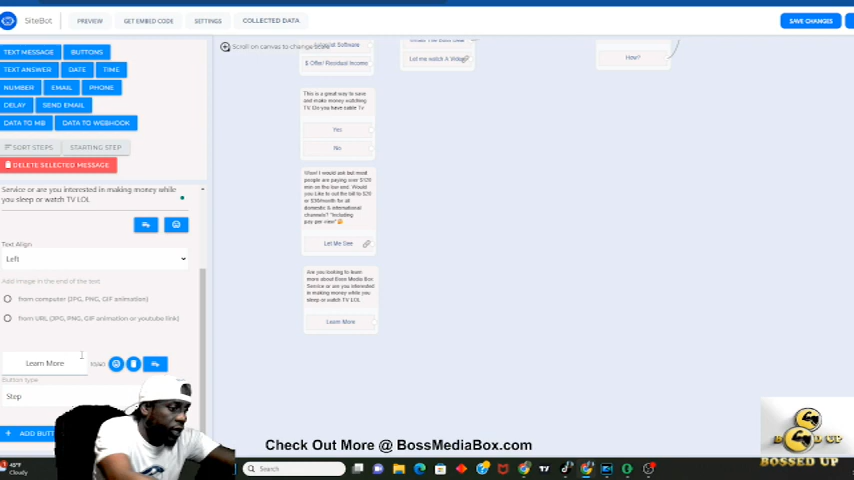 SiteBot
PREVIEW
GET EMBED CODE
SETTINGS
COLLECTED DATA
SAVE CHANGES
TEXT MESSAGE
BUTTONS
TEXT ANSWER
DATE
TIME
NUMBER
EMAIL
PHONE
DELAY
SEND EMAIL
DATA TO MB
DATA TO WEBHOOK
SORT STEPS
STARTING STEP
DELETE SELECTED MESSAGE
Service or are you interested in making money while
you sleep or watch TV LOL
Text Align
Left
Add image in the end of the text
from computer (JPG, PNG, GIF animation)
from URL (JPG, PNG, GIF animation or youtube link)
Learn More
Button type
Step
+ ADD BUTT
Scroll on canvas to change scale
Software
$ Offer/ Residual Income
Let me watch A Video
How?
This is a great way to save
and make money watching
TV. Do you have cable Tv
Yes
No
most
people are paying over $120
mon on the bar end. Would
you Like to cut the bill to $20
or $30/month for all
domestic & international
channels? "Including
pay per view"
Let Me See
Are you looking to learn
more about Boss Media Box
Service or are you interested
in making money while you
sleep or watch TV LOL
Learn More
Check Out More @ BossMediaBox.com
BOSSED UP
45°F
Cloudy
Search